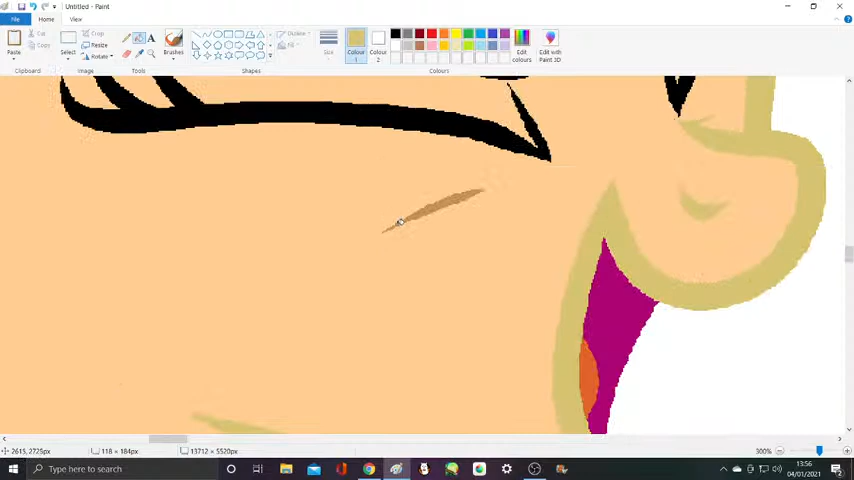 Untitled - Paint
File Home View
Paste
Cut
Copy
Clipboard
Select
Crop
Resize
Rotate
Image
Tools
Brushes
Outline
Fill
Shapes
Size
Colour 1
Colour 2
Colours
Edit colours
Edit with Paint 3D
2615, 2725px
118 × 184px
13712 × 5520px
300%
Type here to search
13:56
04/01/2021
2